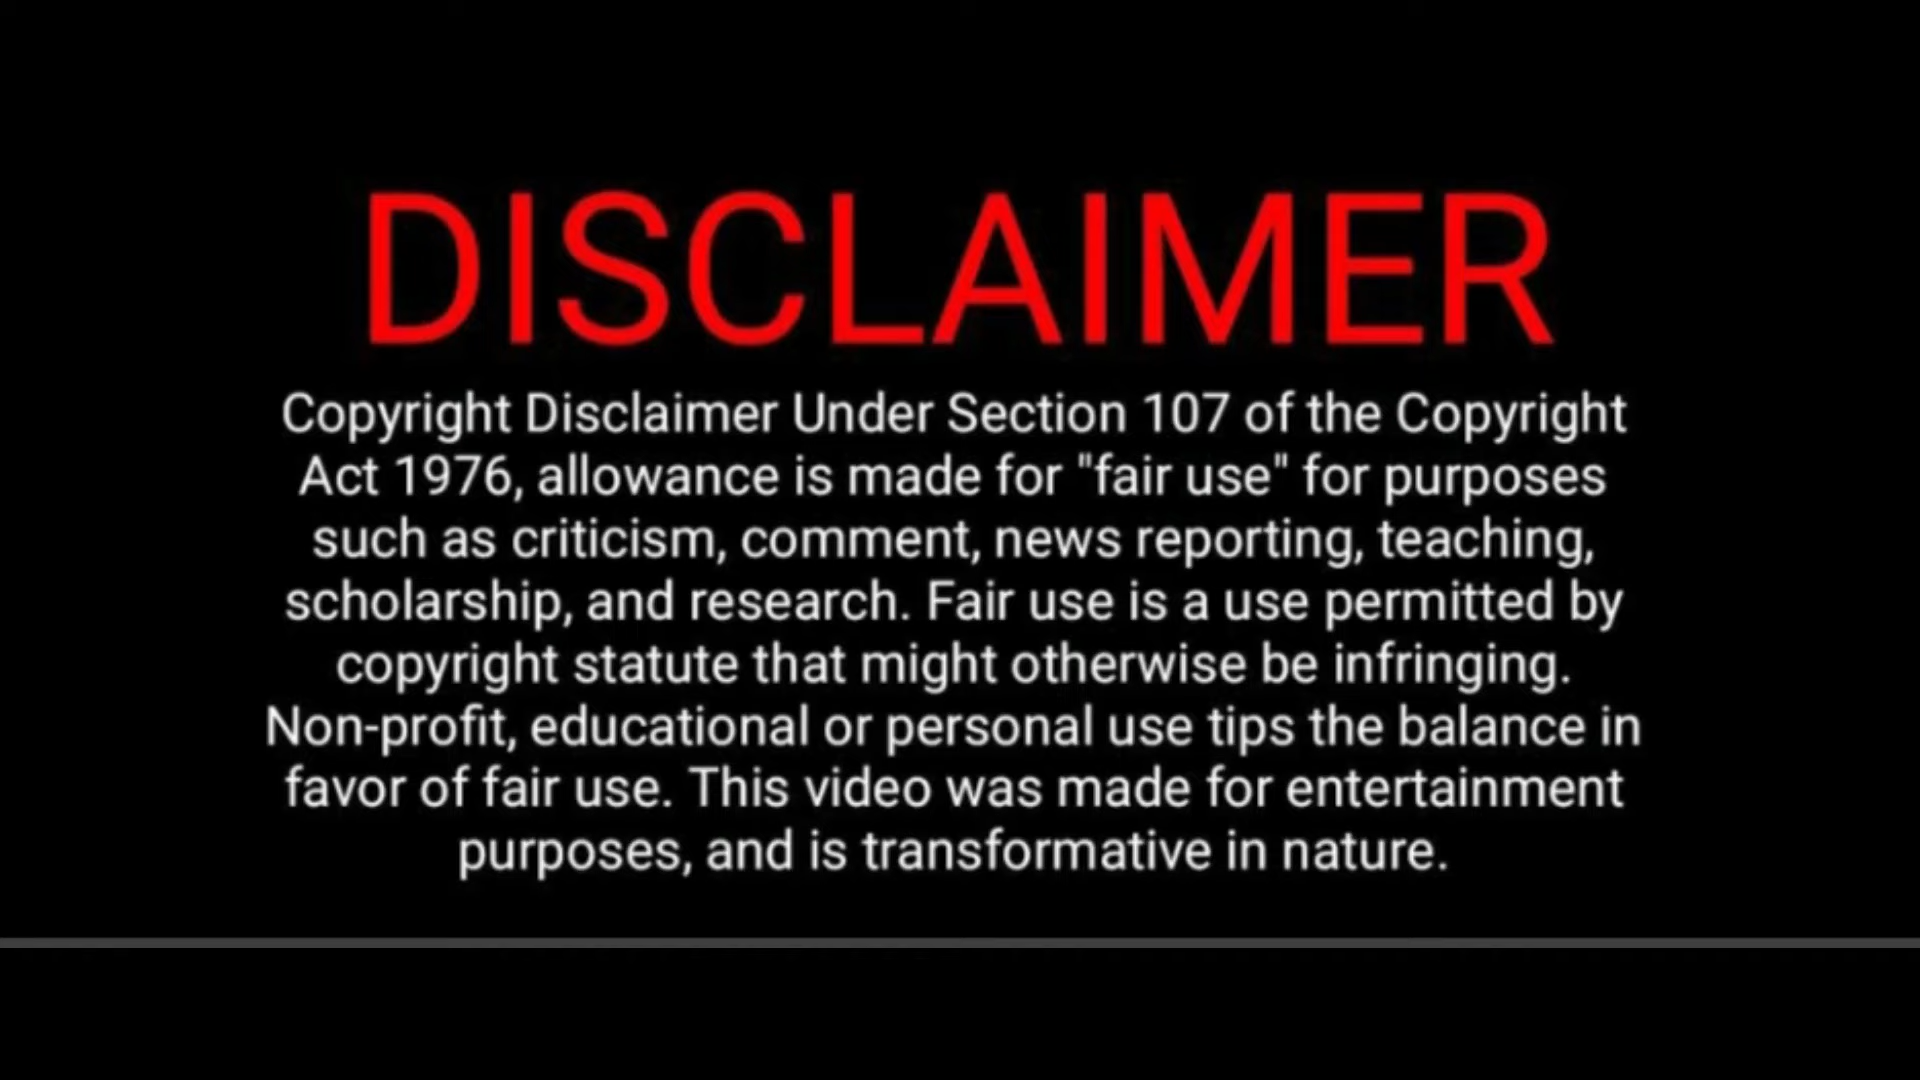 DISCLAIMER
Copyright Disclaimer Under Section 107 of the Copyright
Act 1976, allowance is made for "fair use" for purposes
such as criticism, comment, news reporting, teaching,
scholarship, and research. Fair use is a use permitted by
copyright statute that might otherwise be infringing.
Non-profit, educational or personal use tips the balance in
favor of fair use. This video was made for entertainment
purposes, and is transformative in nature.